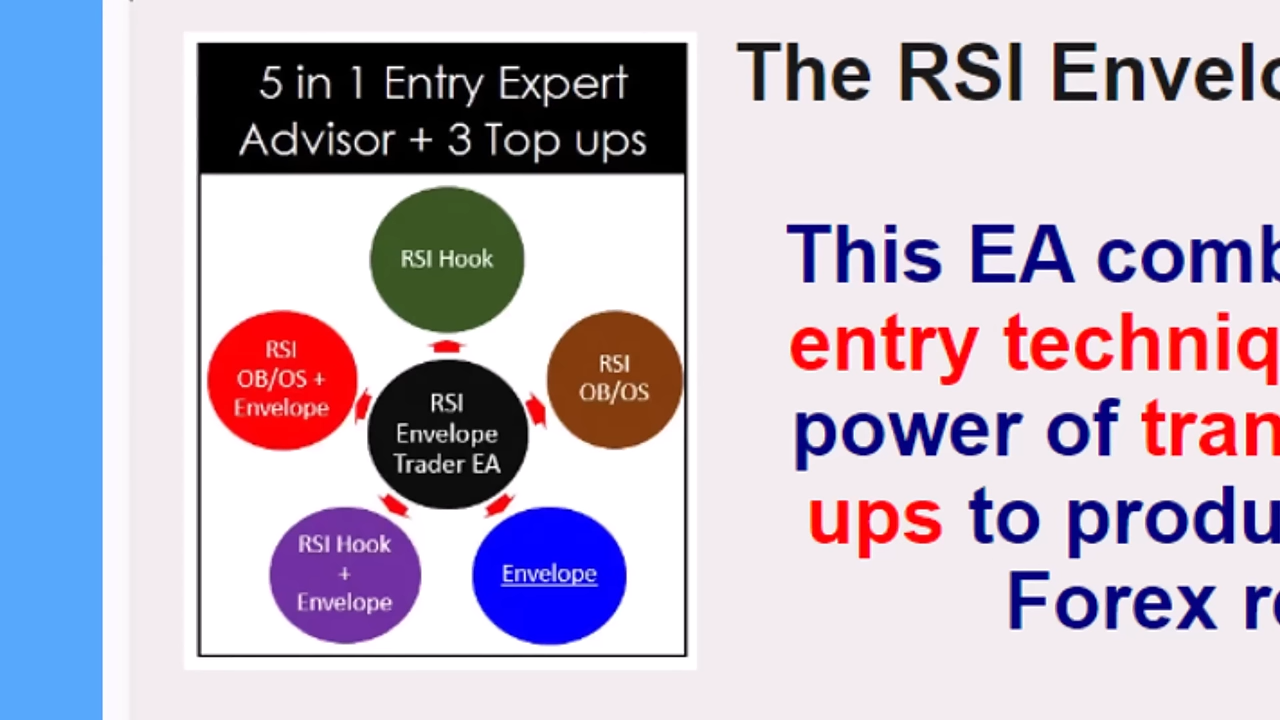 5 in 1 Entry Expert
Advisor + 3 Top ups
RSI Hook
RSI
OB/OS +
Envelope
RSI
OB/OS
RSI
Envelope
Trader EA
RSI Hook
+
Envelope
Envelope
The RSI Envelo
This EA comb
entry techniq
power of tran
ups to produ
Forex re